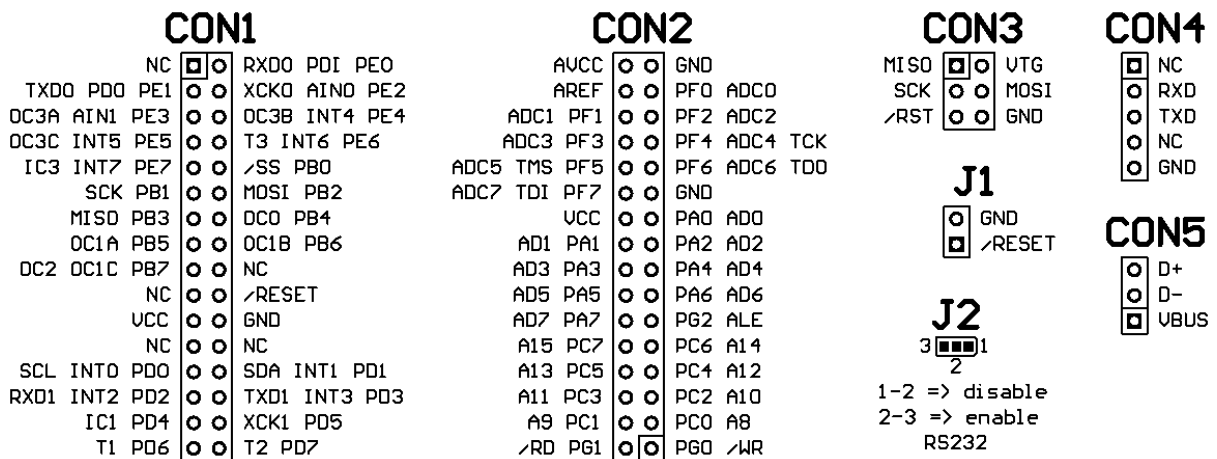 CON1
NC RXD0 PDI PE0
TXD0 PDO PE1 XCK0 AIN0 PE2
OC3A AIN1 PE3 OC3B INT4 PE4
OC3C INT5 PE5 T3 INT6 PE6
IC3 INT7 PE7 /SS PB0
SCK PB1 MOSI PB2
MISO PB3 OC0 PB4
OC1A PB5 OC1B PB6
OC2 OC1C PB7 NC
NC /RESET
VCC GND
NC NC
SCL INT0 PD0 SDA INT1 PD1
RXD1 INT2 PD2 TXD1 INT3 PD3
IC1 PD4 XCK1 PD5
T1 PD6 T2 PD7
CON2
AVCC GND
AREF PF0 ADC0
ADC1 PF1 PF2 ADC2
ADC3 PF3 PF4 ADC4 TCK
ADC5 TMS PF5 PF6 ADC6 TDO
ADC7 TDI PF7 GND
VCC PA0 AD0
AD1 PA1 PA2 AD2
AD3 PA3 PA4 AD4
AD5 PA5 PA6 AD6
AD7 PA7 PG2 ALE
A15 PC7 PC6 A14
A13 PC5 PC4 A12
A11 PC3 PC2 A10
A9 PC1 PC0 A8
/RD PG1 PG0 /WR
CON3
MISO VTG
SCK MOSI
/RST GND
J1
GND
/RESET
J2
3 1
2
1-2 => disable
2-3 => enable
RS232
CON4
NC
RXD
TXD
NC
GND
CON5
D+
D-
VBUS